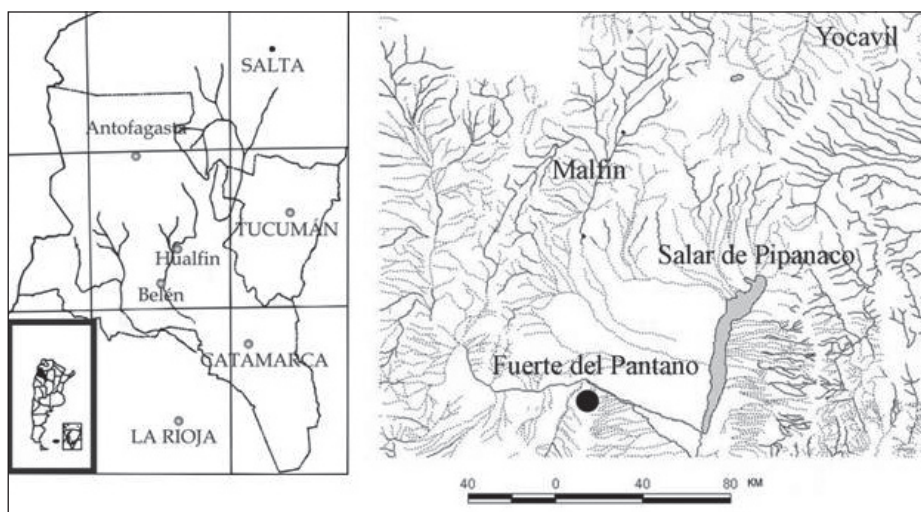 SALTA
Antofagasta
TUCUMÁN
Hualfin
Belén
CATAMARCA
LA RIOJA
Yocavil
Malfin
Salar de Pipanaco
Fuerte del Pantano
40 0 40 80 KM